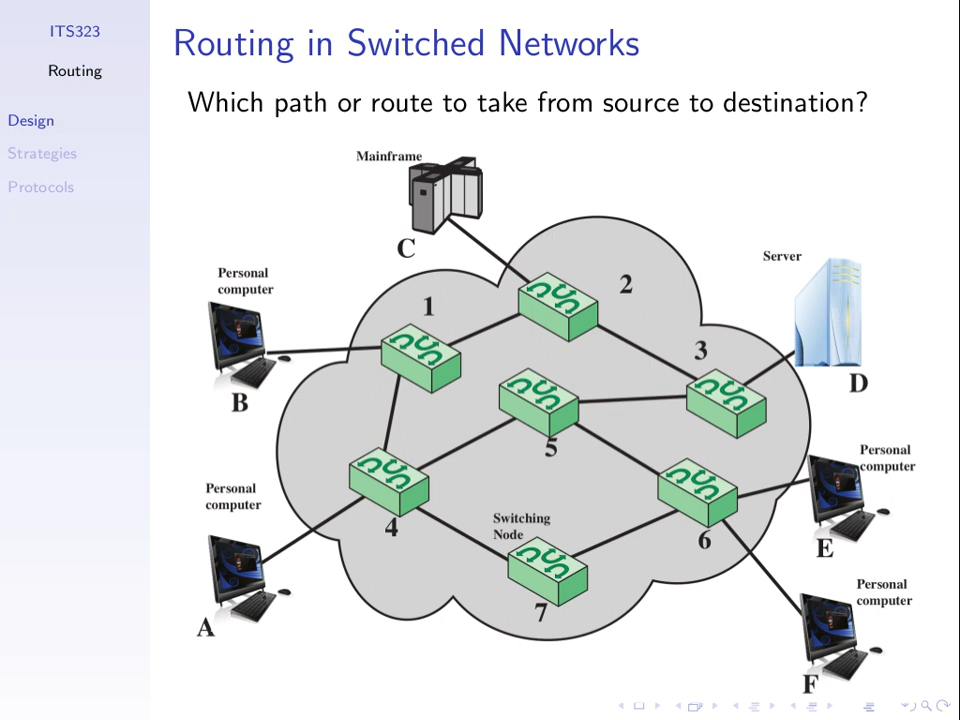 ITS323
Routing
Design
Strategies
Protocols
Routing in Switched Networks
Which path or route to take from source to destination?
Mainframe
C
2
Server
D
Personal
computer
B
1
3
5
Personal
computer
E
Personal
computer
A
4
Switching
Node
7
6
Personal
computer
F